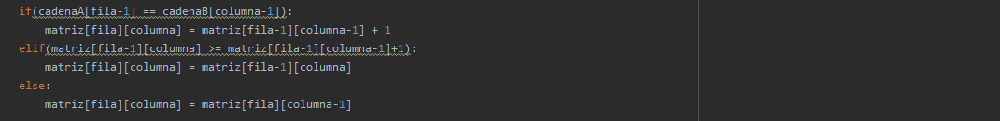 if(cadenaA[fila-1] == cadenaB[columna-1]):
matriz[fila][columna] = matriz[fila-1][columna-1] + 1
elif(matriz[fila-1][columna] >= matriz[fila-1][columna-1]+1):
matriz[fila][columna] = matriz[fila-1][columna]
else:
matriz[fila][columna] = matriz[fila][columna-1]